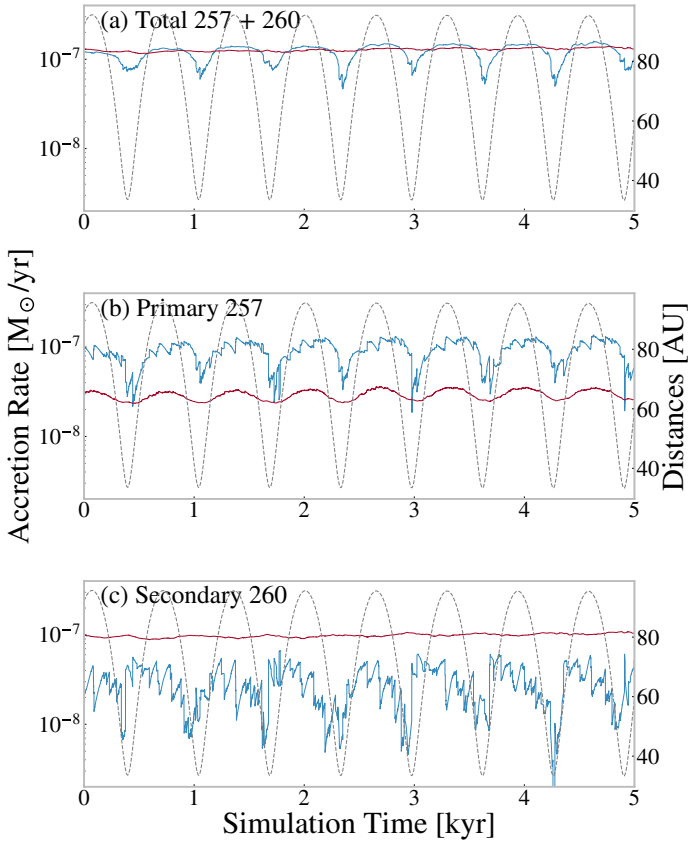 (a) Total 257 + 260
10⁻⁷
10⁻⁸
80
60
40
0 1 2 3 4 5
(b) Primary 257
10⁻⁷
10⁻⁸
80
60
40
0 1 2 3 4 5
(c) Secondary 260
10⁻⁷
10⁻⁸
80
60
40
0 1 2 3 4 5
Accretion Rate [M⊙/yr]
Distances [AU]
Simulation Time [kyr]